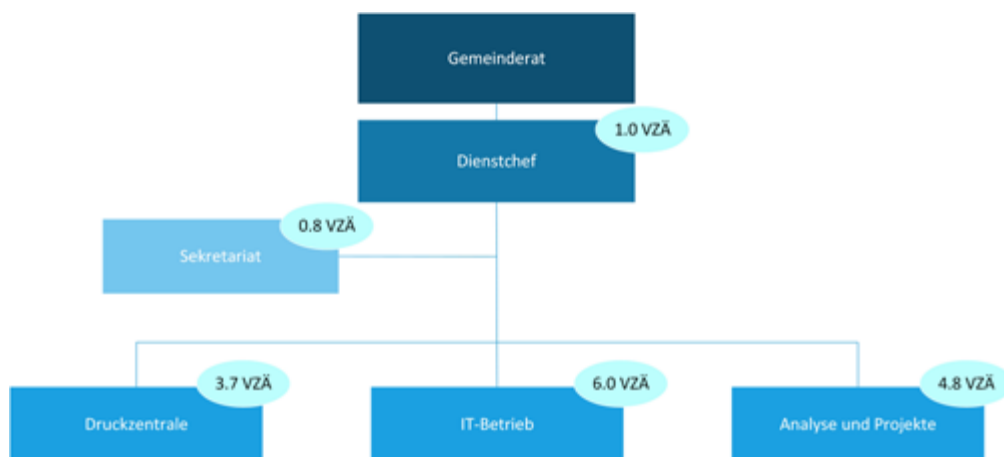 Gemeinderat
1.0 VZÄ
Dienstchef
0.8 VZÄ
Sekretariat
3.7 VZÄ
6.0 VZÄ
4.8 VZÄ
Druckzentrale
IT-Betrieb
Analyse und Projekte